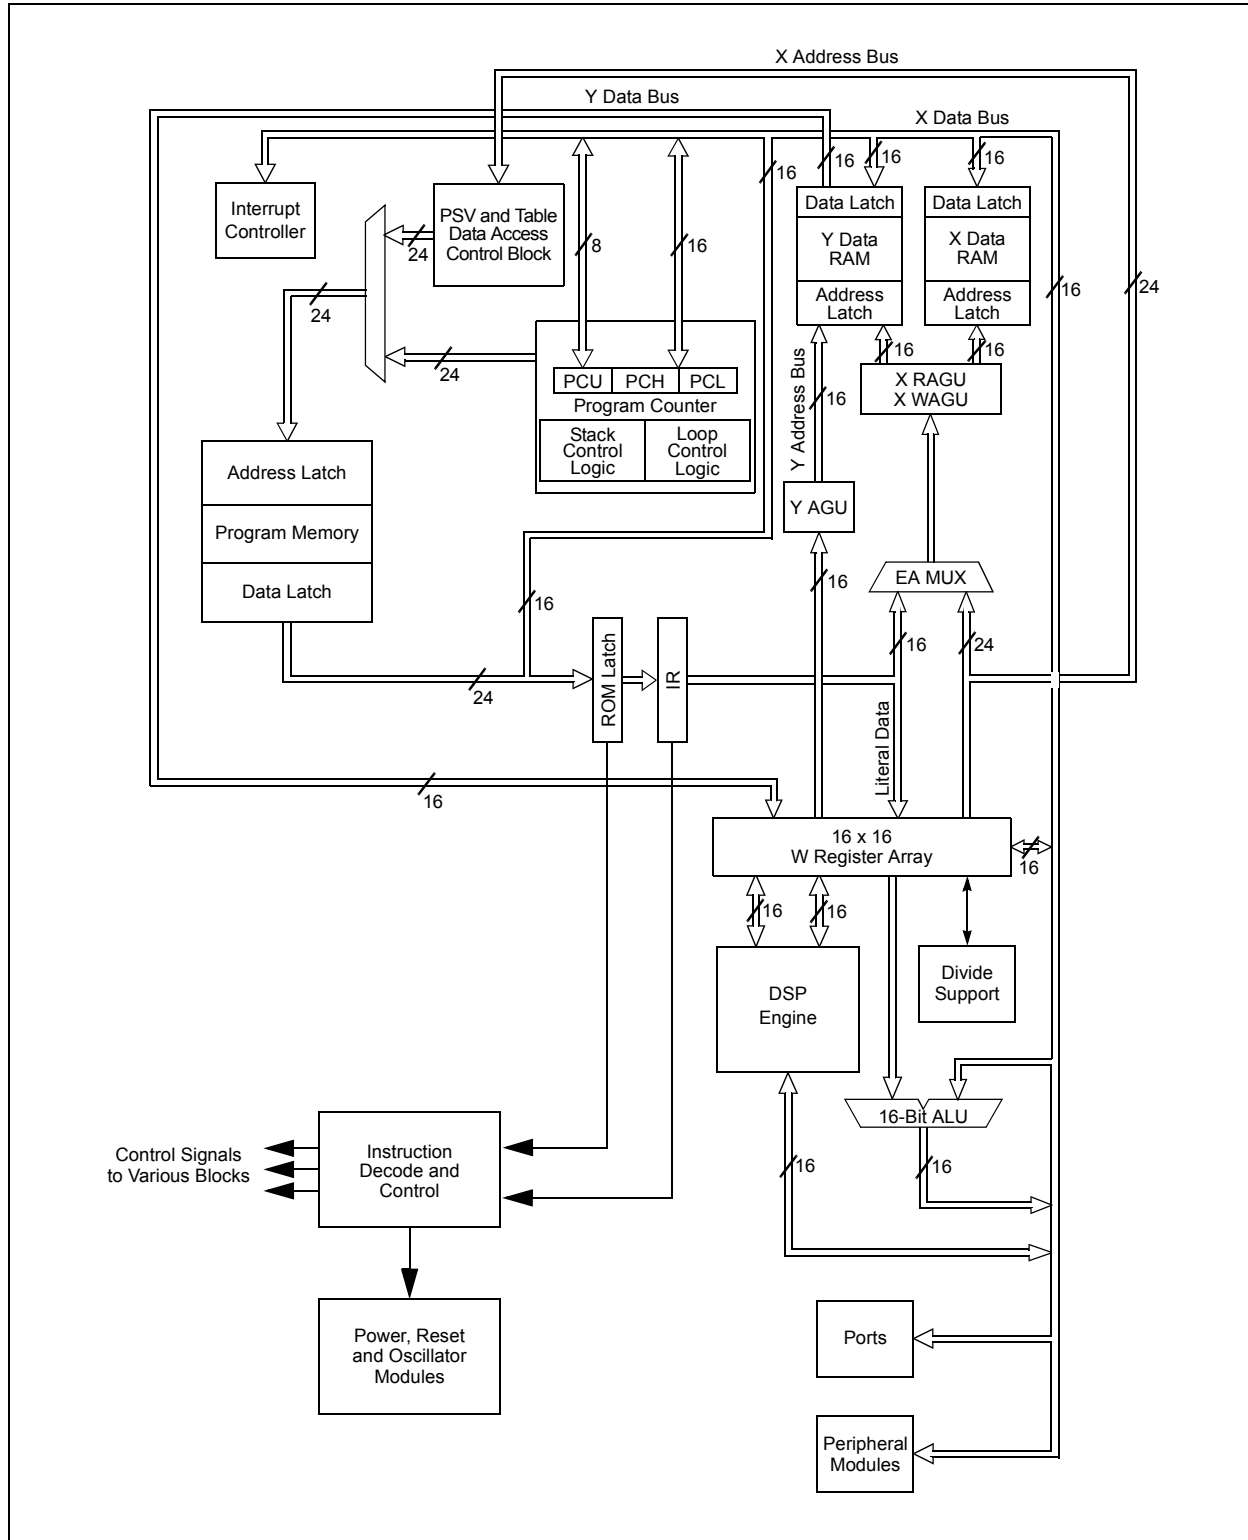 X Address Bus
Y Data Bus
X Data Bus
16
16
16
16
Interrupt
Controller
PSV and Table
Data Access
Control Block
24
8
16
Data Latch
Y Data
RAM
Address
Latch
Data Latch
X Data
RAM
Address
Latch
16
24
24
24
16
16
PCU
PCH
PCL
Program Counter
Stack
Control
Logic
Loop
Control
Logic
Y Address Bus
16
X RAGU
X WAGU
Address Latch
Program Memory
Data Latch
Y AGU
16
EA MUX
16
16
24
24
ROM Latch
IR
Literal Data
16
16 x 16
W Register Array
16
16
16
DSP
Engine
Divide
Support
16-Bit ALU
16
16
Control Signals
to Various Blocks
Instruction
Decode and
Control
Power, Reset
and Oscillator
Modules
Ports
Peripheral
Modules